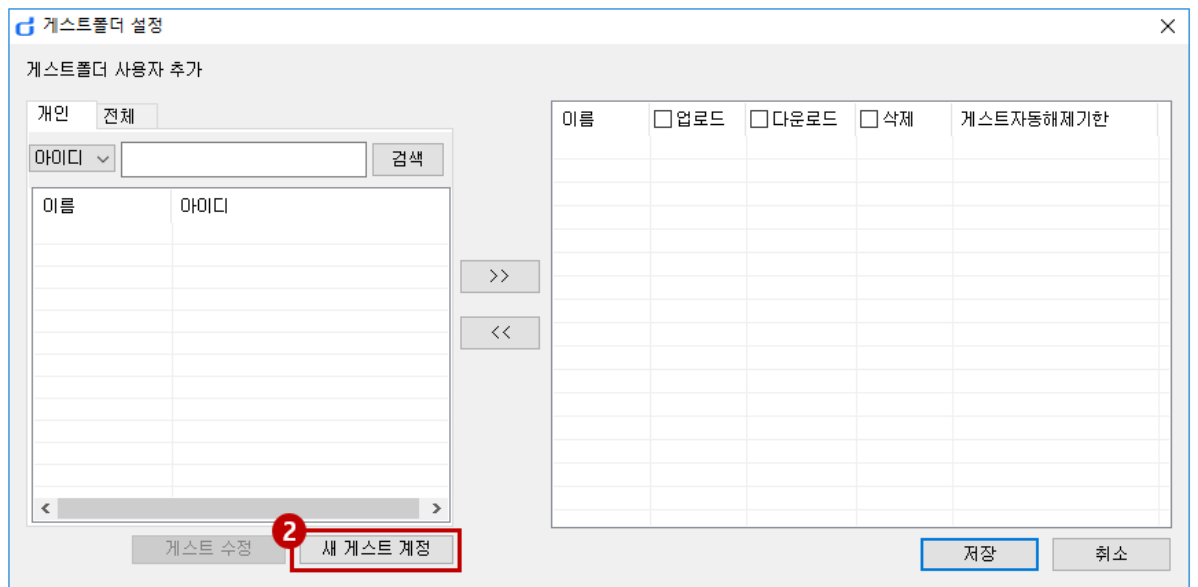 게스트폴더 설정
게스트폴더 사용자 추가
개인 전체
아이디 검색
이름 아이디
이름 업로드 다운로드 삭제 게스트자동해제기한
>>
<<
2
게스트 수정 새 게스트 계정
저장 취소